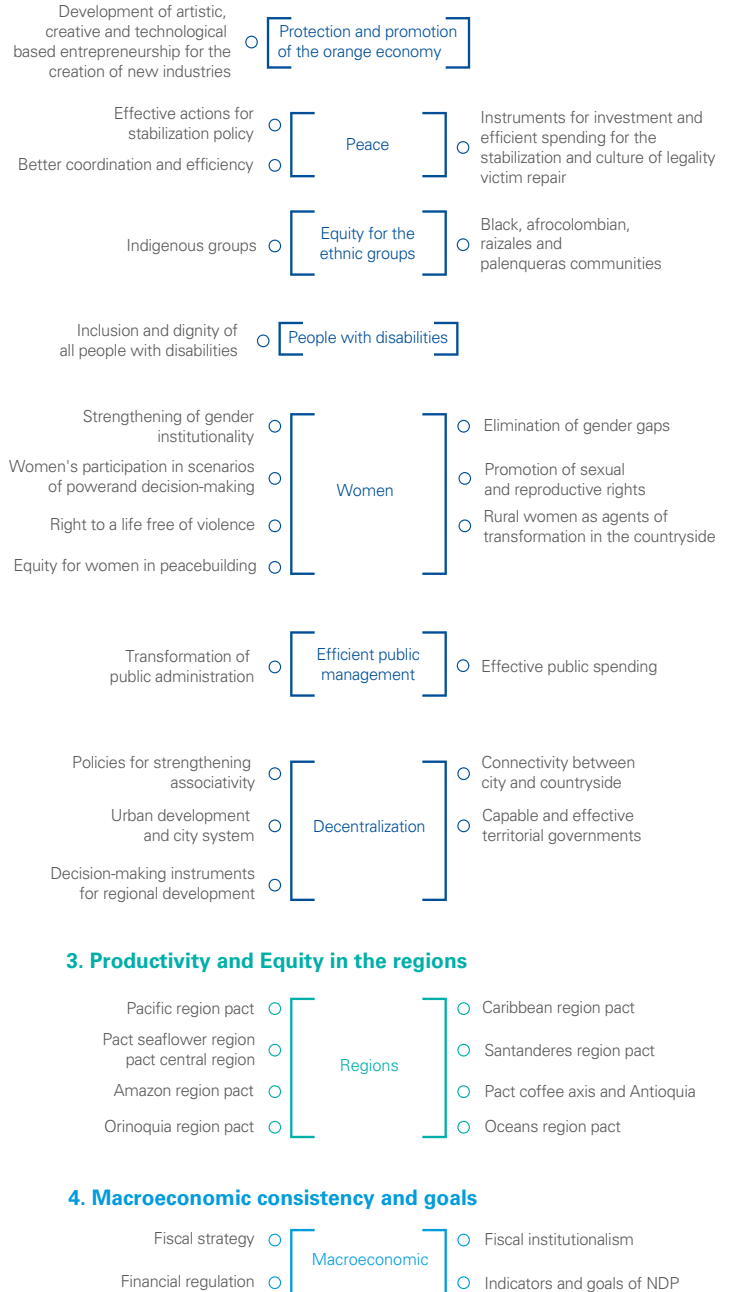 Development of artistic,
creative and technological
based entrepreneurship for the
creation of new industries
Protection and promotion
of the orange economy
Effective actions for
stabilization policy
Better coordination and efficiency
Peace
Instruments for investment and
efficient spending for the
stabilization and culture of legality
victim repair
Indigenous groups
Equity for the
ethnic groups
Black, afrocolombian,
raizales and
palenqueras communities
Inclusion and dignity of
all people with disabilities
People with disabilities
Strengthening of gender
institutionality
Women's participation in scenarios
of powerand decision-making
Right to a life free of violence
Equity for women in peacebuilding
Women
Elimination of gender gaps
Promotion of sexual
and reproductive rights
Rural women as agents of
transformation in the countryside
Transformation of
public administration
Efficient public
management
Effective public spending
Policies for strengthening
associativity
Urban development
and city system
Decision-making instruments
for regional development
Decentralization
Connectivity between
city and countryside
Capable and effective
territorial governments
3. Productivity and Equity in the regions
Pacific region pact
Pact seaflower region
pact central region
Amazon region pact
Orinoquia region pact
Regions
Caribbean region pact
Santanderes region pact
Pact coffee axis and Antioquia
Oceans region pact
4. Macroeconomic consistency and goals
Fiscal strategy
Financial regulation
Macroeconomic
Fiscal institutionalism
Indicators and goals of NDP